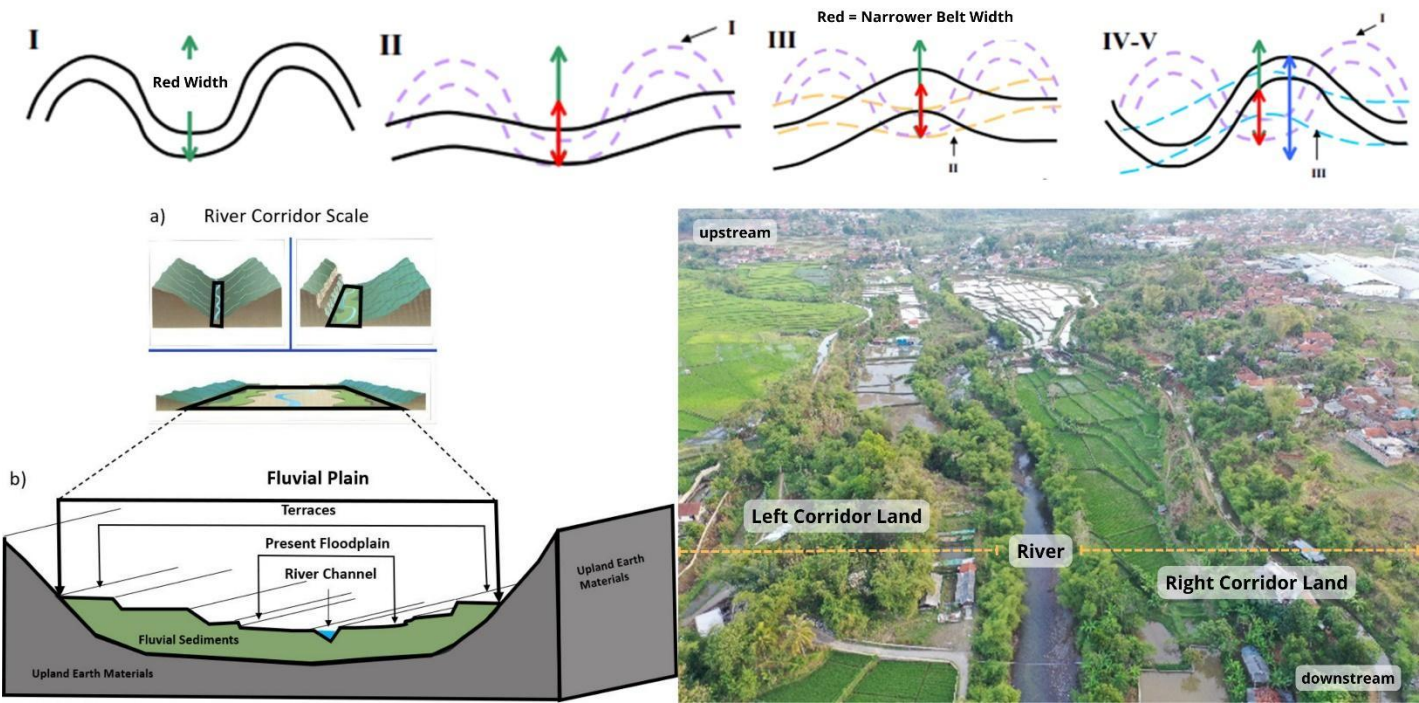 Red = Narrower Belt Width
I
Red Width
II
I
III
II
IV-V
I
III
a)
River Corridor Scale
b)
Fluvial Plain
Terraces
Present Floodplain
River Channel
Fluvial Sediments
Upland Earth Materials
Upland Earth
Materials
upstream
Left Corridor Land
River
Right Corridor Land
downstream